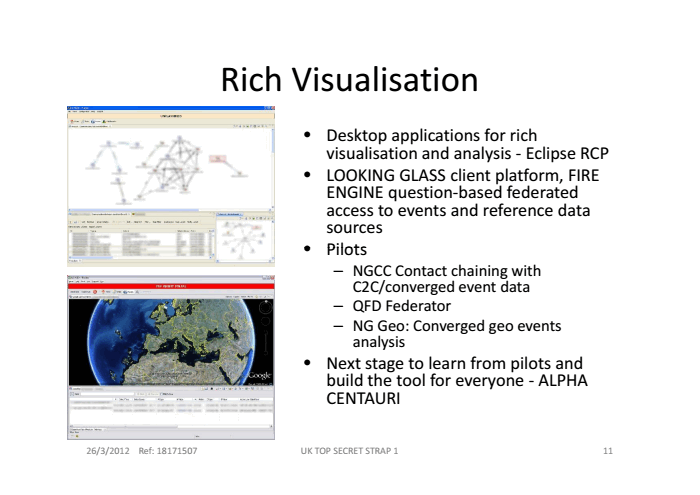 Rich Visualisation
• Desktop applications for rich
visualisation and analysis - Eclipse RCP
• LOOKING GLASS client platform, FIRE
ENGINE question-based federated
access to events and reference data
sources
• Pilots
– NGCC Contact chaining with
C2C/converged event data
– QFD Federator
– NG Geo: Converged geo events
analysis
• Next stage to learn from pilots and
build the tool for everyone - ALPHA
CENTAURI
Google
26/3/2012 Ref: 18171507
UK TOP SECRET STRAP 1
11